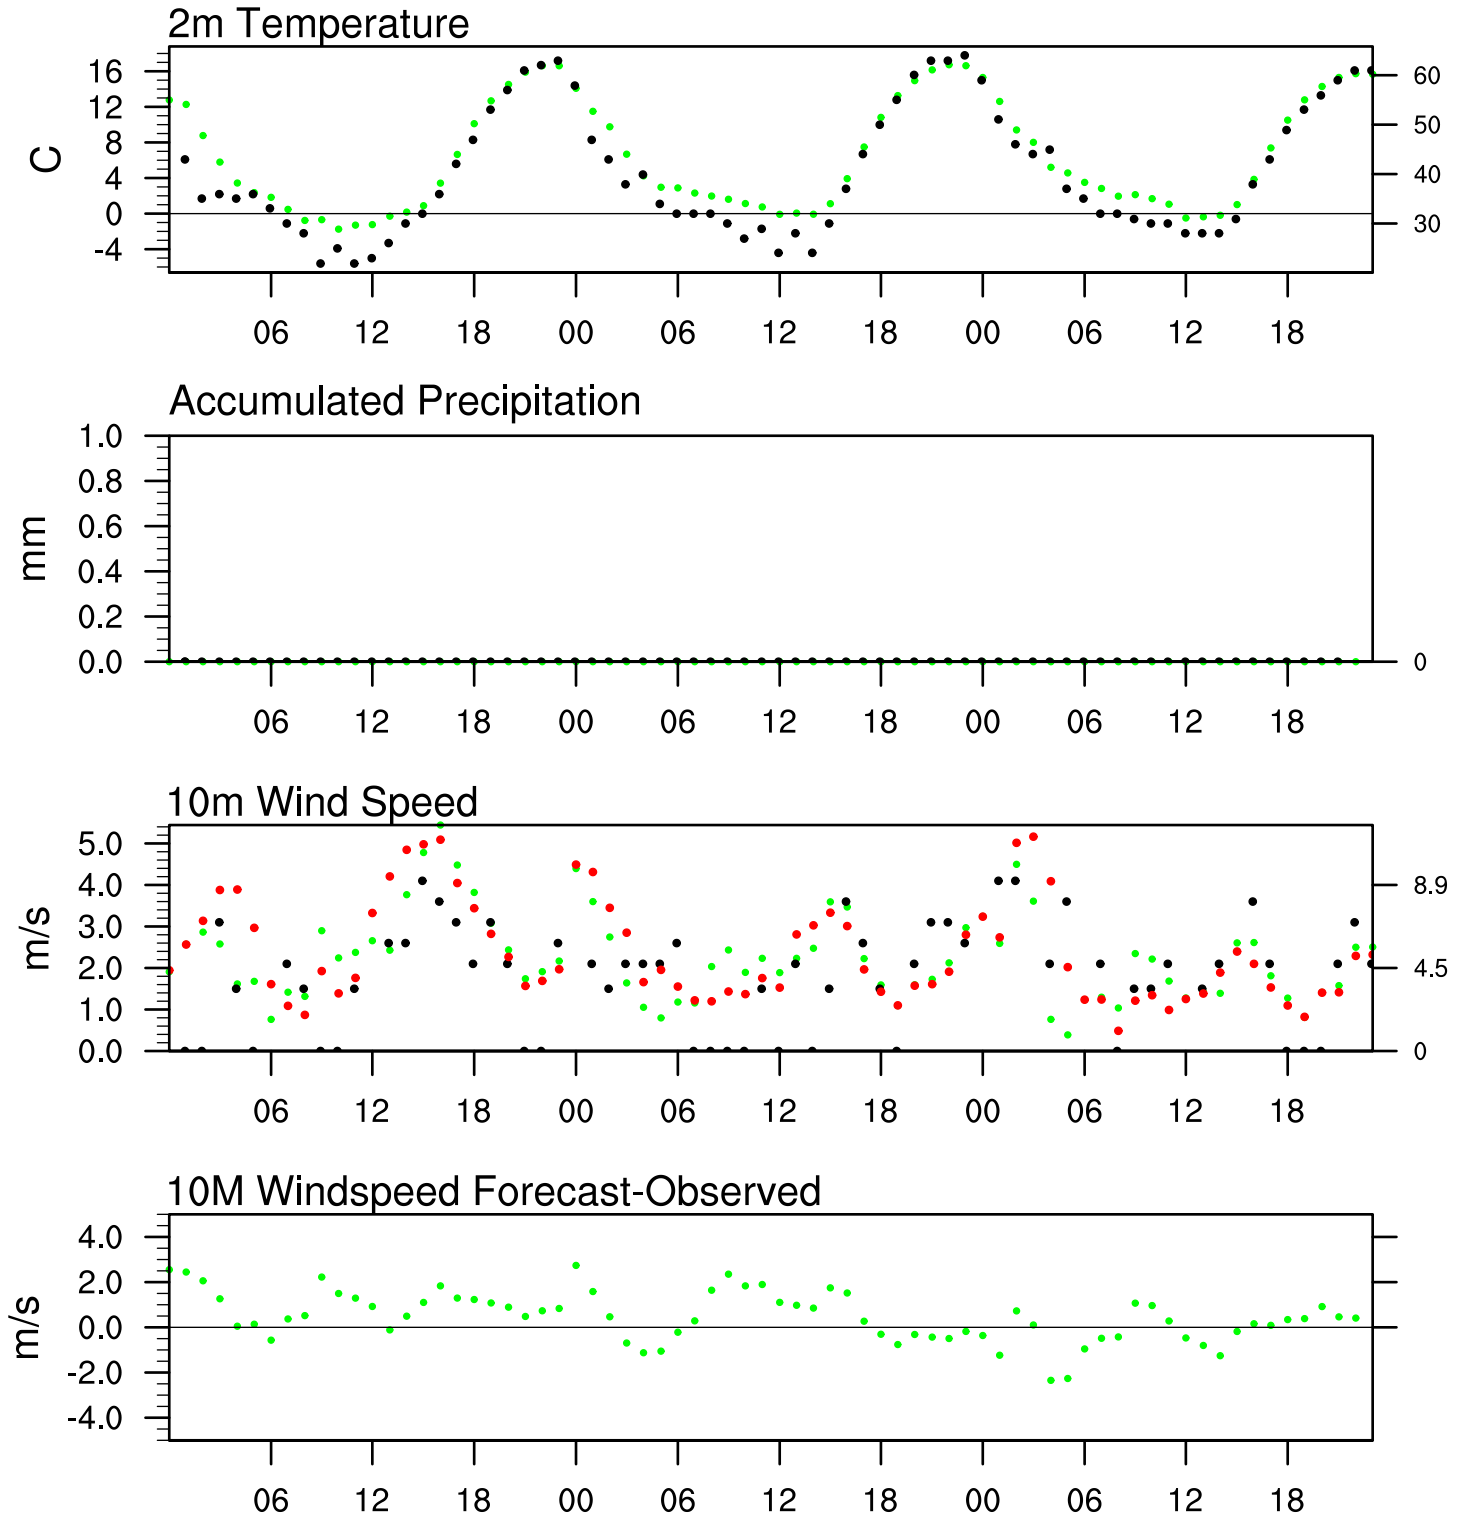 2m Temperature
16
12
8
4
0
-4
C
60
50
40
30
06 12 18 00 06 12 18 00 06 12 18
Accumulated Precipitation
1.0
0.8
0.6
0.4
0.2
0.0
mm
0
06 12 18 00 06 12 18 00 06 12 18
10m Wind Speed
5.0
4.0
3.0
2.0
1.0
0.0
m/s
8.9
4.5
0
06 12 18 00 06 12 18 00 06 12 18
10M Windspeed Forecast-Observed
4.0
2.0
0.0
-2.0
-4.0
m/s
06 12 18 00 06 12 18 00 06 12 18